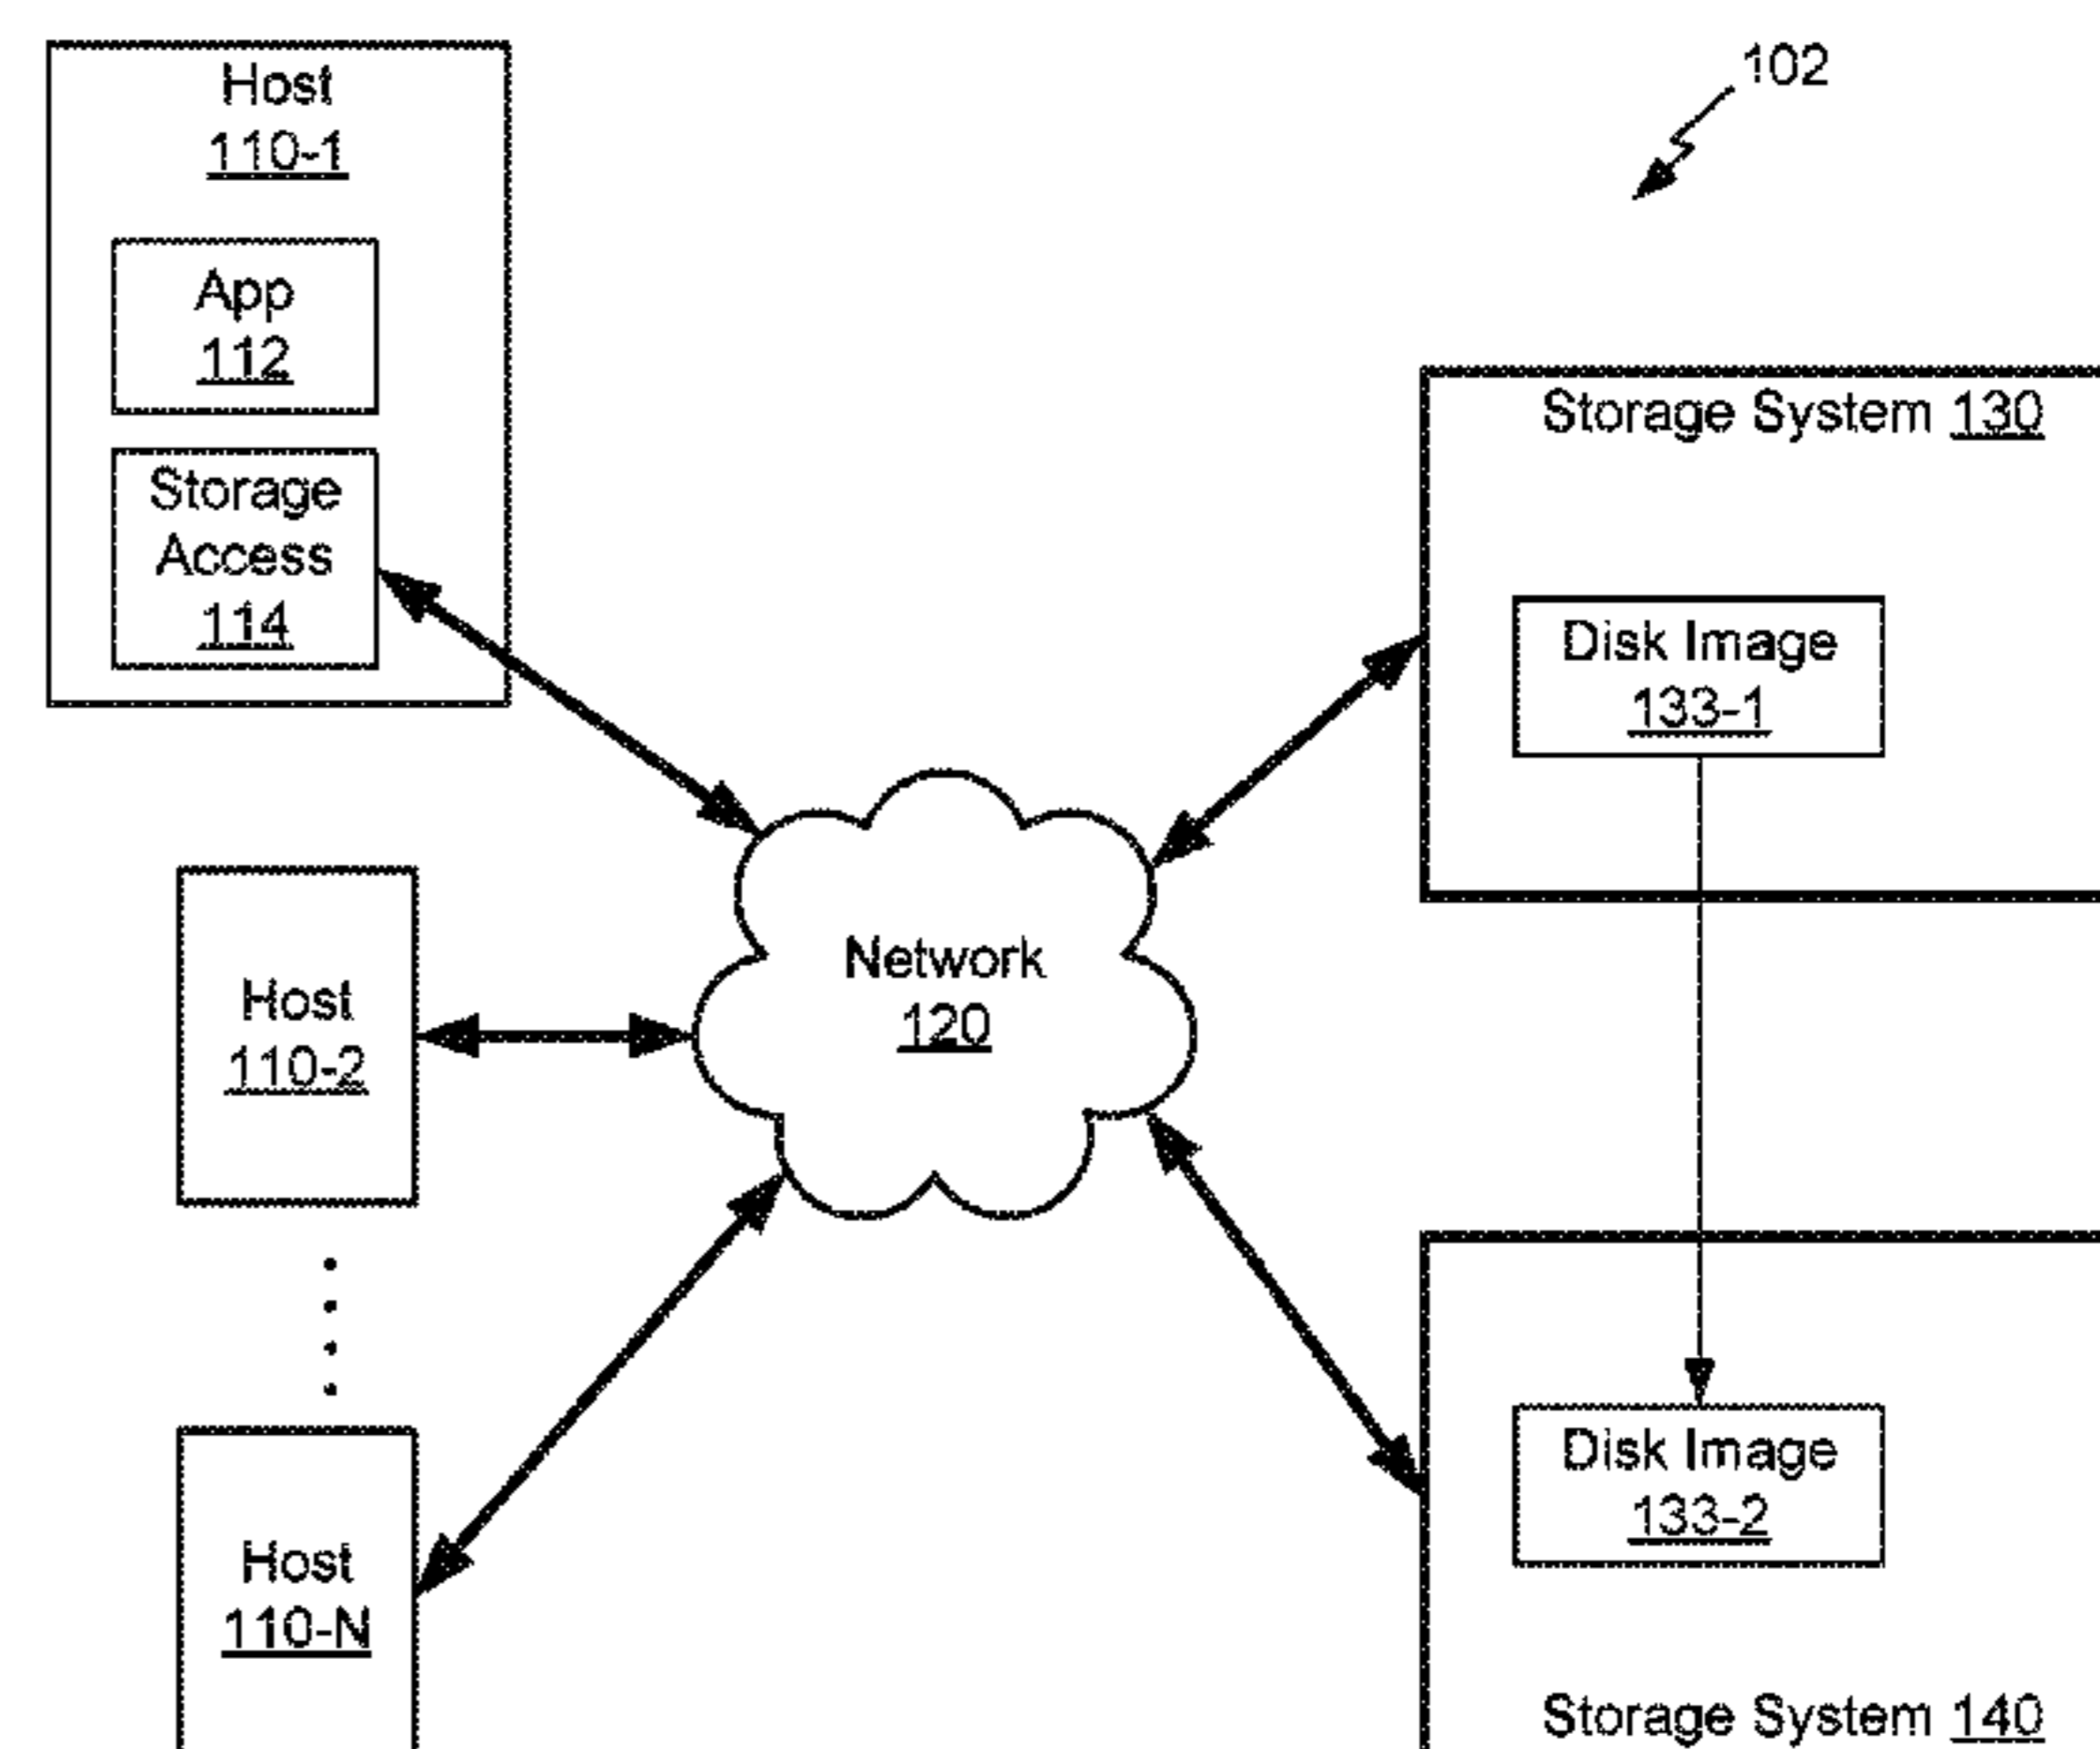 Host
110-1
App
112
Storage
Access
114
102
Storage System 130
Disk Image
133-1
Network
120
Host
110-2
Host
110-N
Disk Image
133-2
Storage System 140